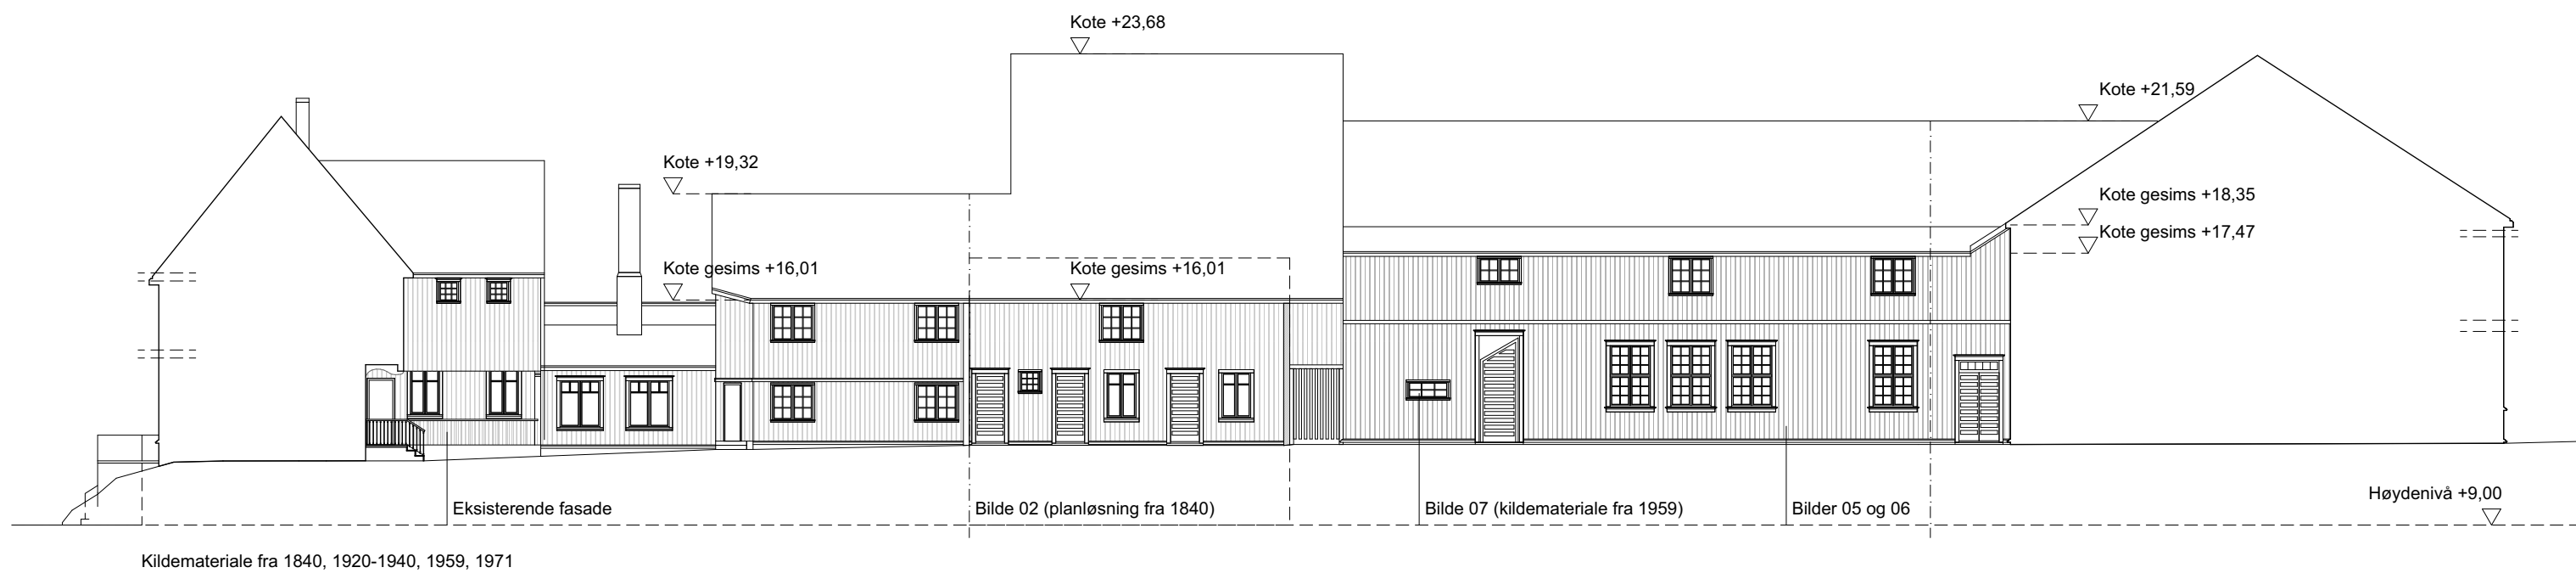 Kote +23,68
Kote +21,59
Kote +19,32
Kote gesims +18,35
Kote gesims +17,47
Kote gesims +16,01
Kote gesims +16,01
Høydenivå +9,00
Eksisterende fasade
Bilde 02 (planløsning fra 1840)
Bilde 07 (kildemateriale fra 1959)
Bilder 05 og 06
Kildemateriale fra 1840, 1920-1940, 1959, 1971